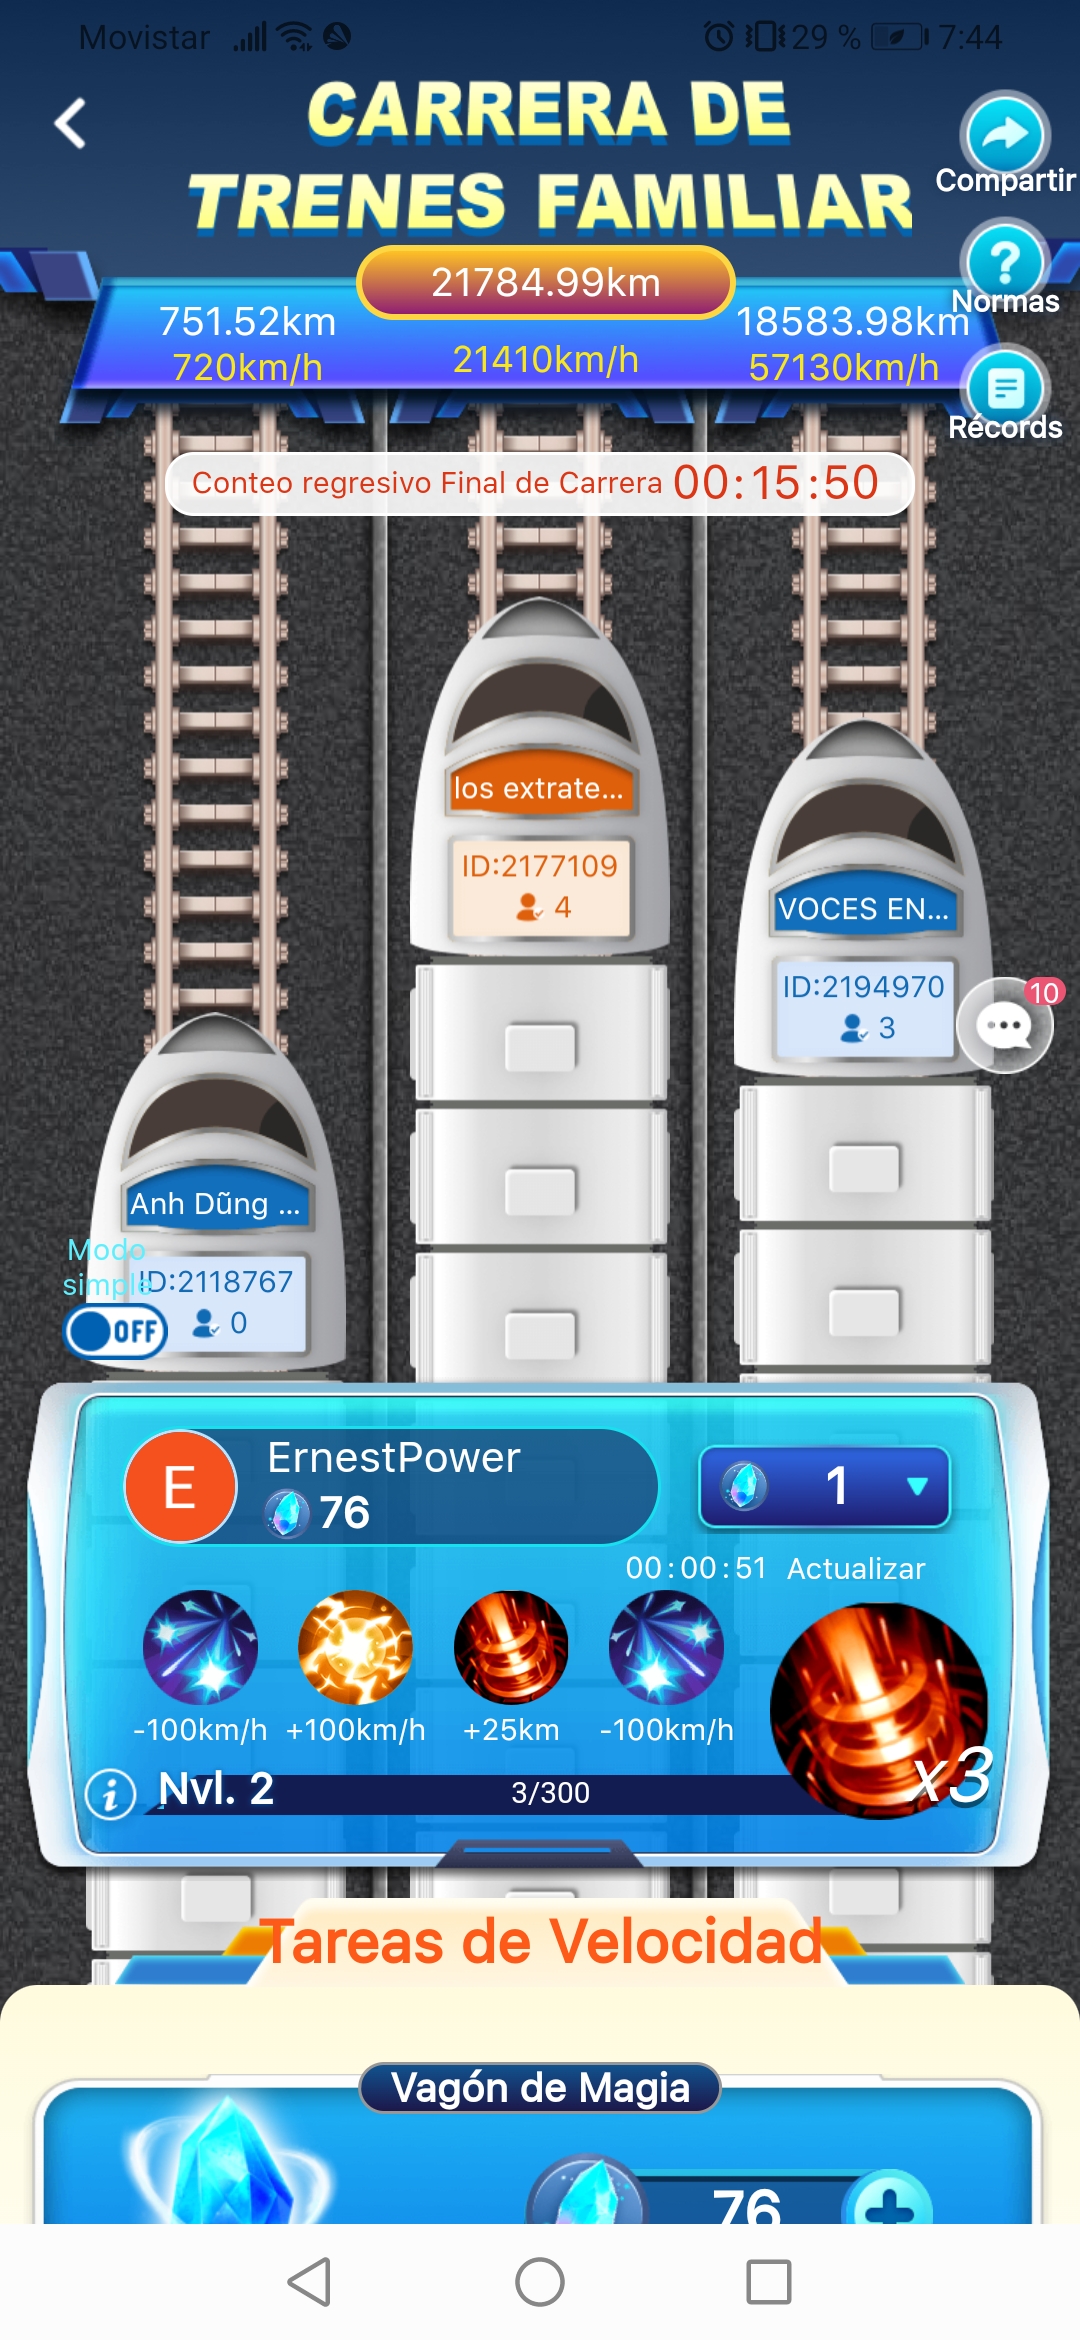 Movistar
29 %
7:44
CARRERA DE
TRENES FAMILIAR
Compartir
Normas
Récords
751.52km
720km/h
21784.99km
21410km/h
18583.98km
57130km/h
Conteo regresivo Final de Carrera 00:15:50
los extrate...
ID:2177109
4
VOCES EN...
ID:2194970
3
10
Anh Dũng ...
ID:2118767
0
Modo
simple
OFF
E
ErnestPower
76
1
00:00:51 Actualizar
-100km/h
+100km/h
+25km
-100km/h
x3
i
Nvl. 2
3/300
Tareas de Velocidad
Vagón de Magia
76